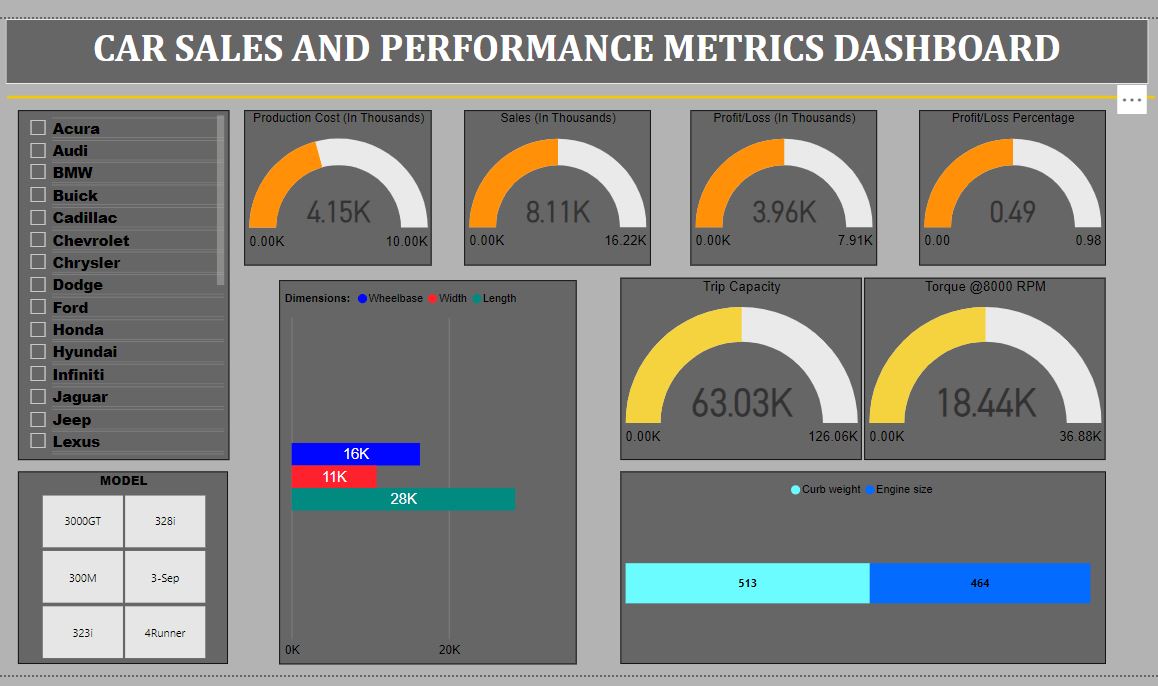 CAR SALES AND PERFORMANCE METRICS DASHBOARD
Acura
Audi
BMW
Buick
Cadillac
Chevrolet
Chrysler
Dodge
Ford
Honda
Hyundai
Infiniti
Jaguar
Jeep
Lexus
Production Cost (In Thousands)
4.15K
0.00K 10.00K
Sales (In Thousands)
8.11K
0.00K 16.22K
Profit/Loss (In Thousands)
3.96K
0.00K 7.91K
Profit/Loss Percentage
0.49
0.00 0.98
Dimensions: Wheelbase Width Length
16K
11K
28K
0K 20K
Trip Capacity
63.03K
0.00K 126.06K
Torque @8000 RPM
18.44K
0.00K 36.88K
MODEL
3000GT 328i
300M 3-Sep
323i 4Runner
Curb weight Engine size
513 464